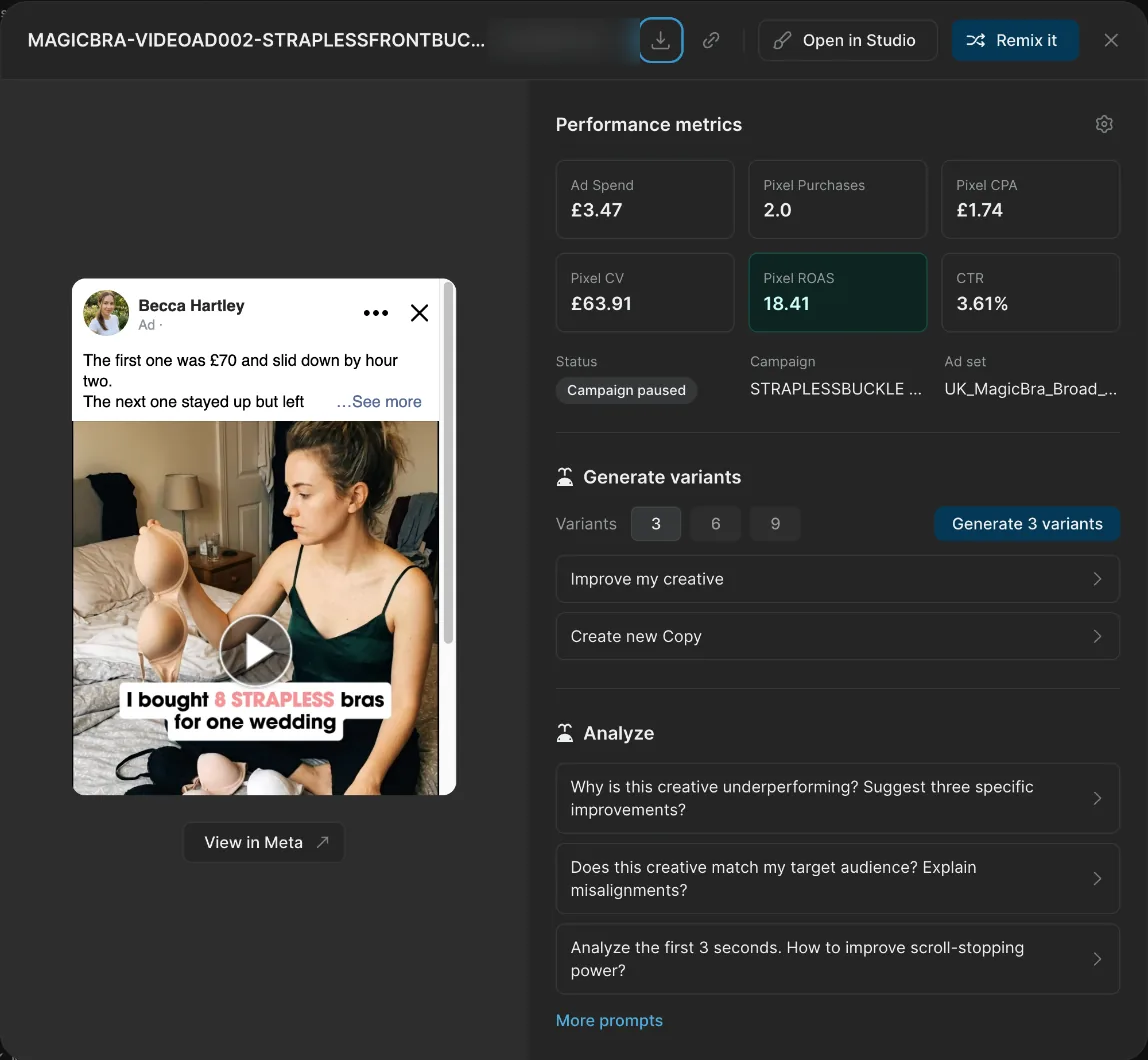 MAGICBRA-VIDEOAD002-STRAPLESSFRONTBUC...
Open in Studio
Remix it
Becca Hartley
Ad ·
The first one was £70 and slid down by hour
two.
The next one stayed up but left ...See more
I bought 8 STRAPLESS bras
for one wedding
View in Meta
Performance metrics
Ad Spend
£3.47
Pixel Purchases
2.0
Pixel CPA
£1.74
Pixel CV
£63.91
Pixel ROAS
18.41
CTR
3.61%
Status
Campaign paused
Campaign
STRAPLESSBUCKLE ...
Ad set
UK_MagicBra_Broad_...
Generate variants
Variants 3 6 9
Generate 3 variants
Improve my creative
Create new Copy
Analyze
Why is this creative underperforming? Suggest three specific
improvements?
Does this creative match my target audience? Explain
misalignments?
Analyze the first 3 seconds. How to improve scroll-stopping
power?
More prompts